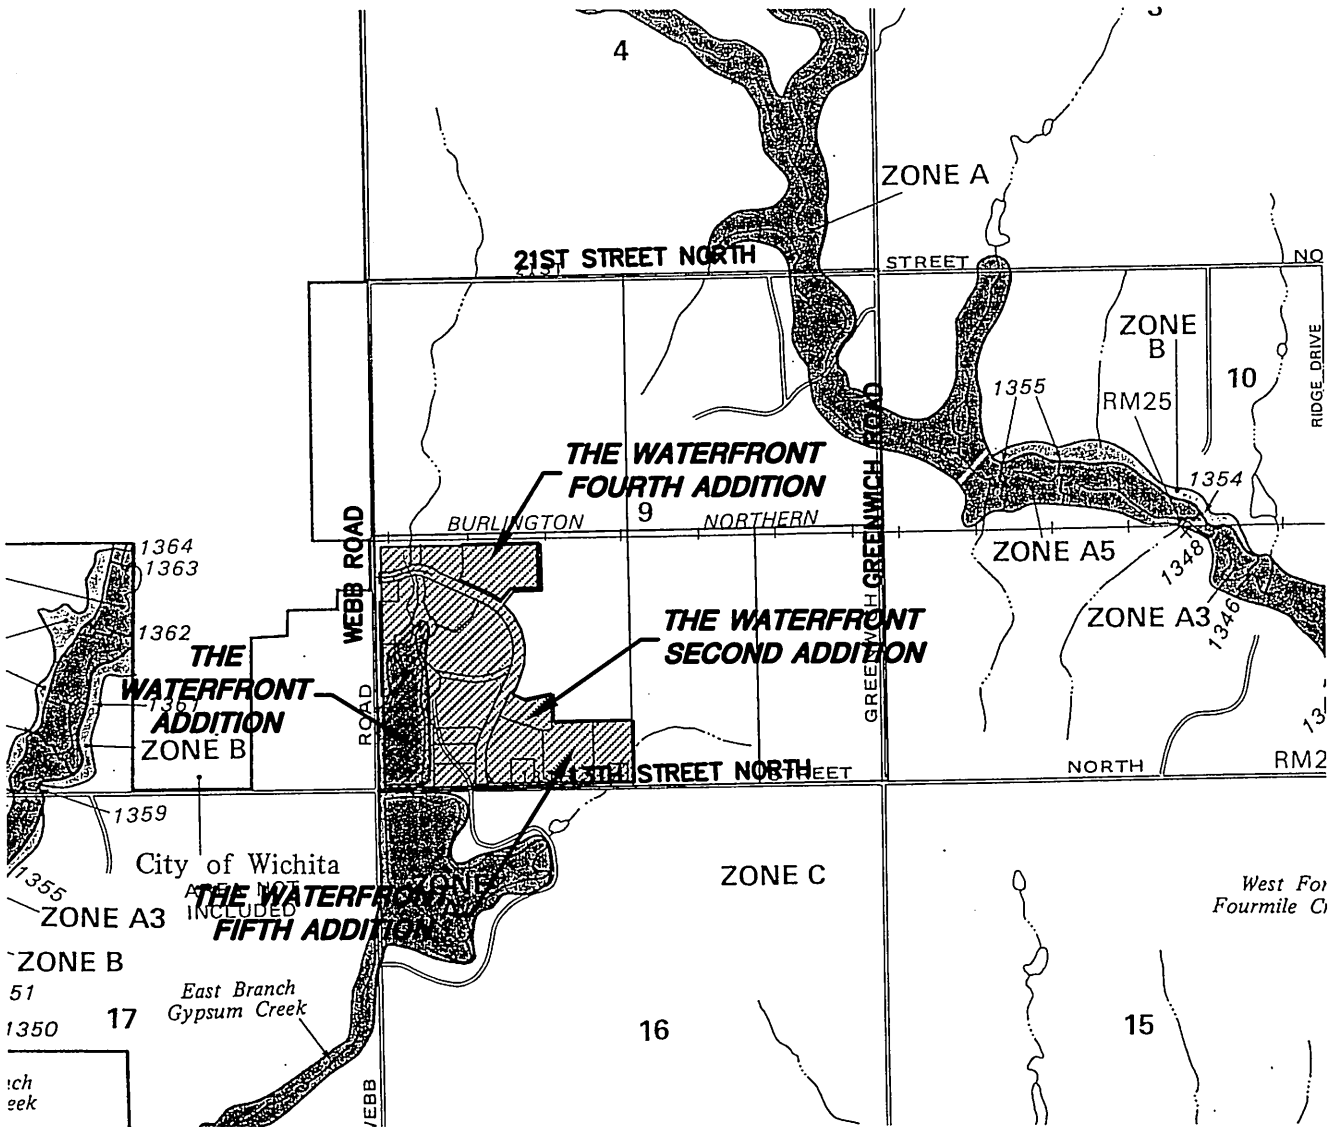 4
ZONE A
21ST STREET NORTH
STREET
NO
ZONE
B
10
RIDGE DRIVE
1355
RM25
THE WATERFRONT
FOURTH ADDITION
1354
9
BURLINGTON
NORTHERN
GREENWICH ROAD
WEBB ROAD
ZONE A5
1348
1364
1363
1362
THE WATERFRONT
SECOND ADDITION
ZONE A3
1346
THE
WATERFRONT
ADDITION
1361
ROAD
GREENWICH
ZONE B
13TH STREET NORTH
STREET
NORTH
RM2
1359
City of Wichita
AREA NOT
INCLUDED
ZONE C
1355
ZONE A3
THE WATERFRONT
FIFTH ADDITION
ZONE
West For
Fourmile Cr
ZONE B
51
East Branch
Gypsum Creek
1350
17
16
15
WEBB